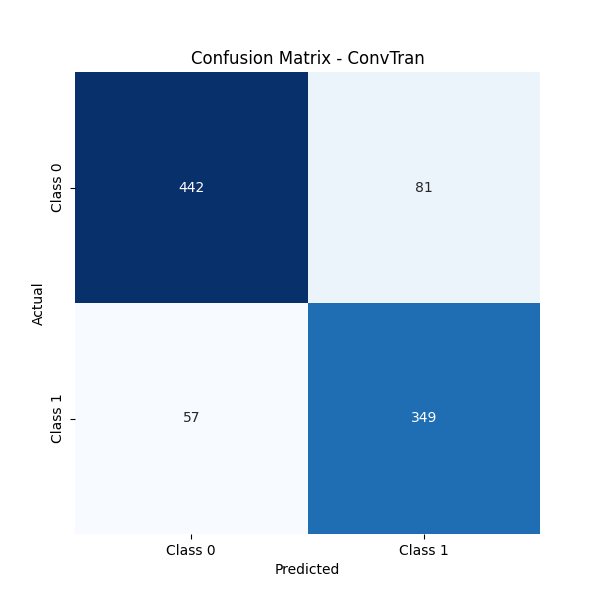 Confusion Matrix - ConvTran
Actual
Class 0
442
81
Class 1
57
349
Class 0
Class 1
Predicted